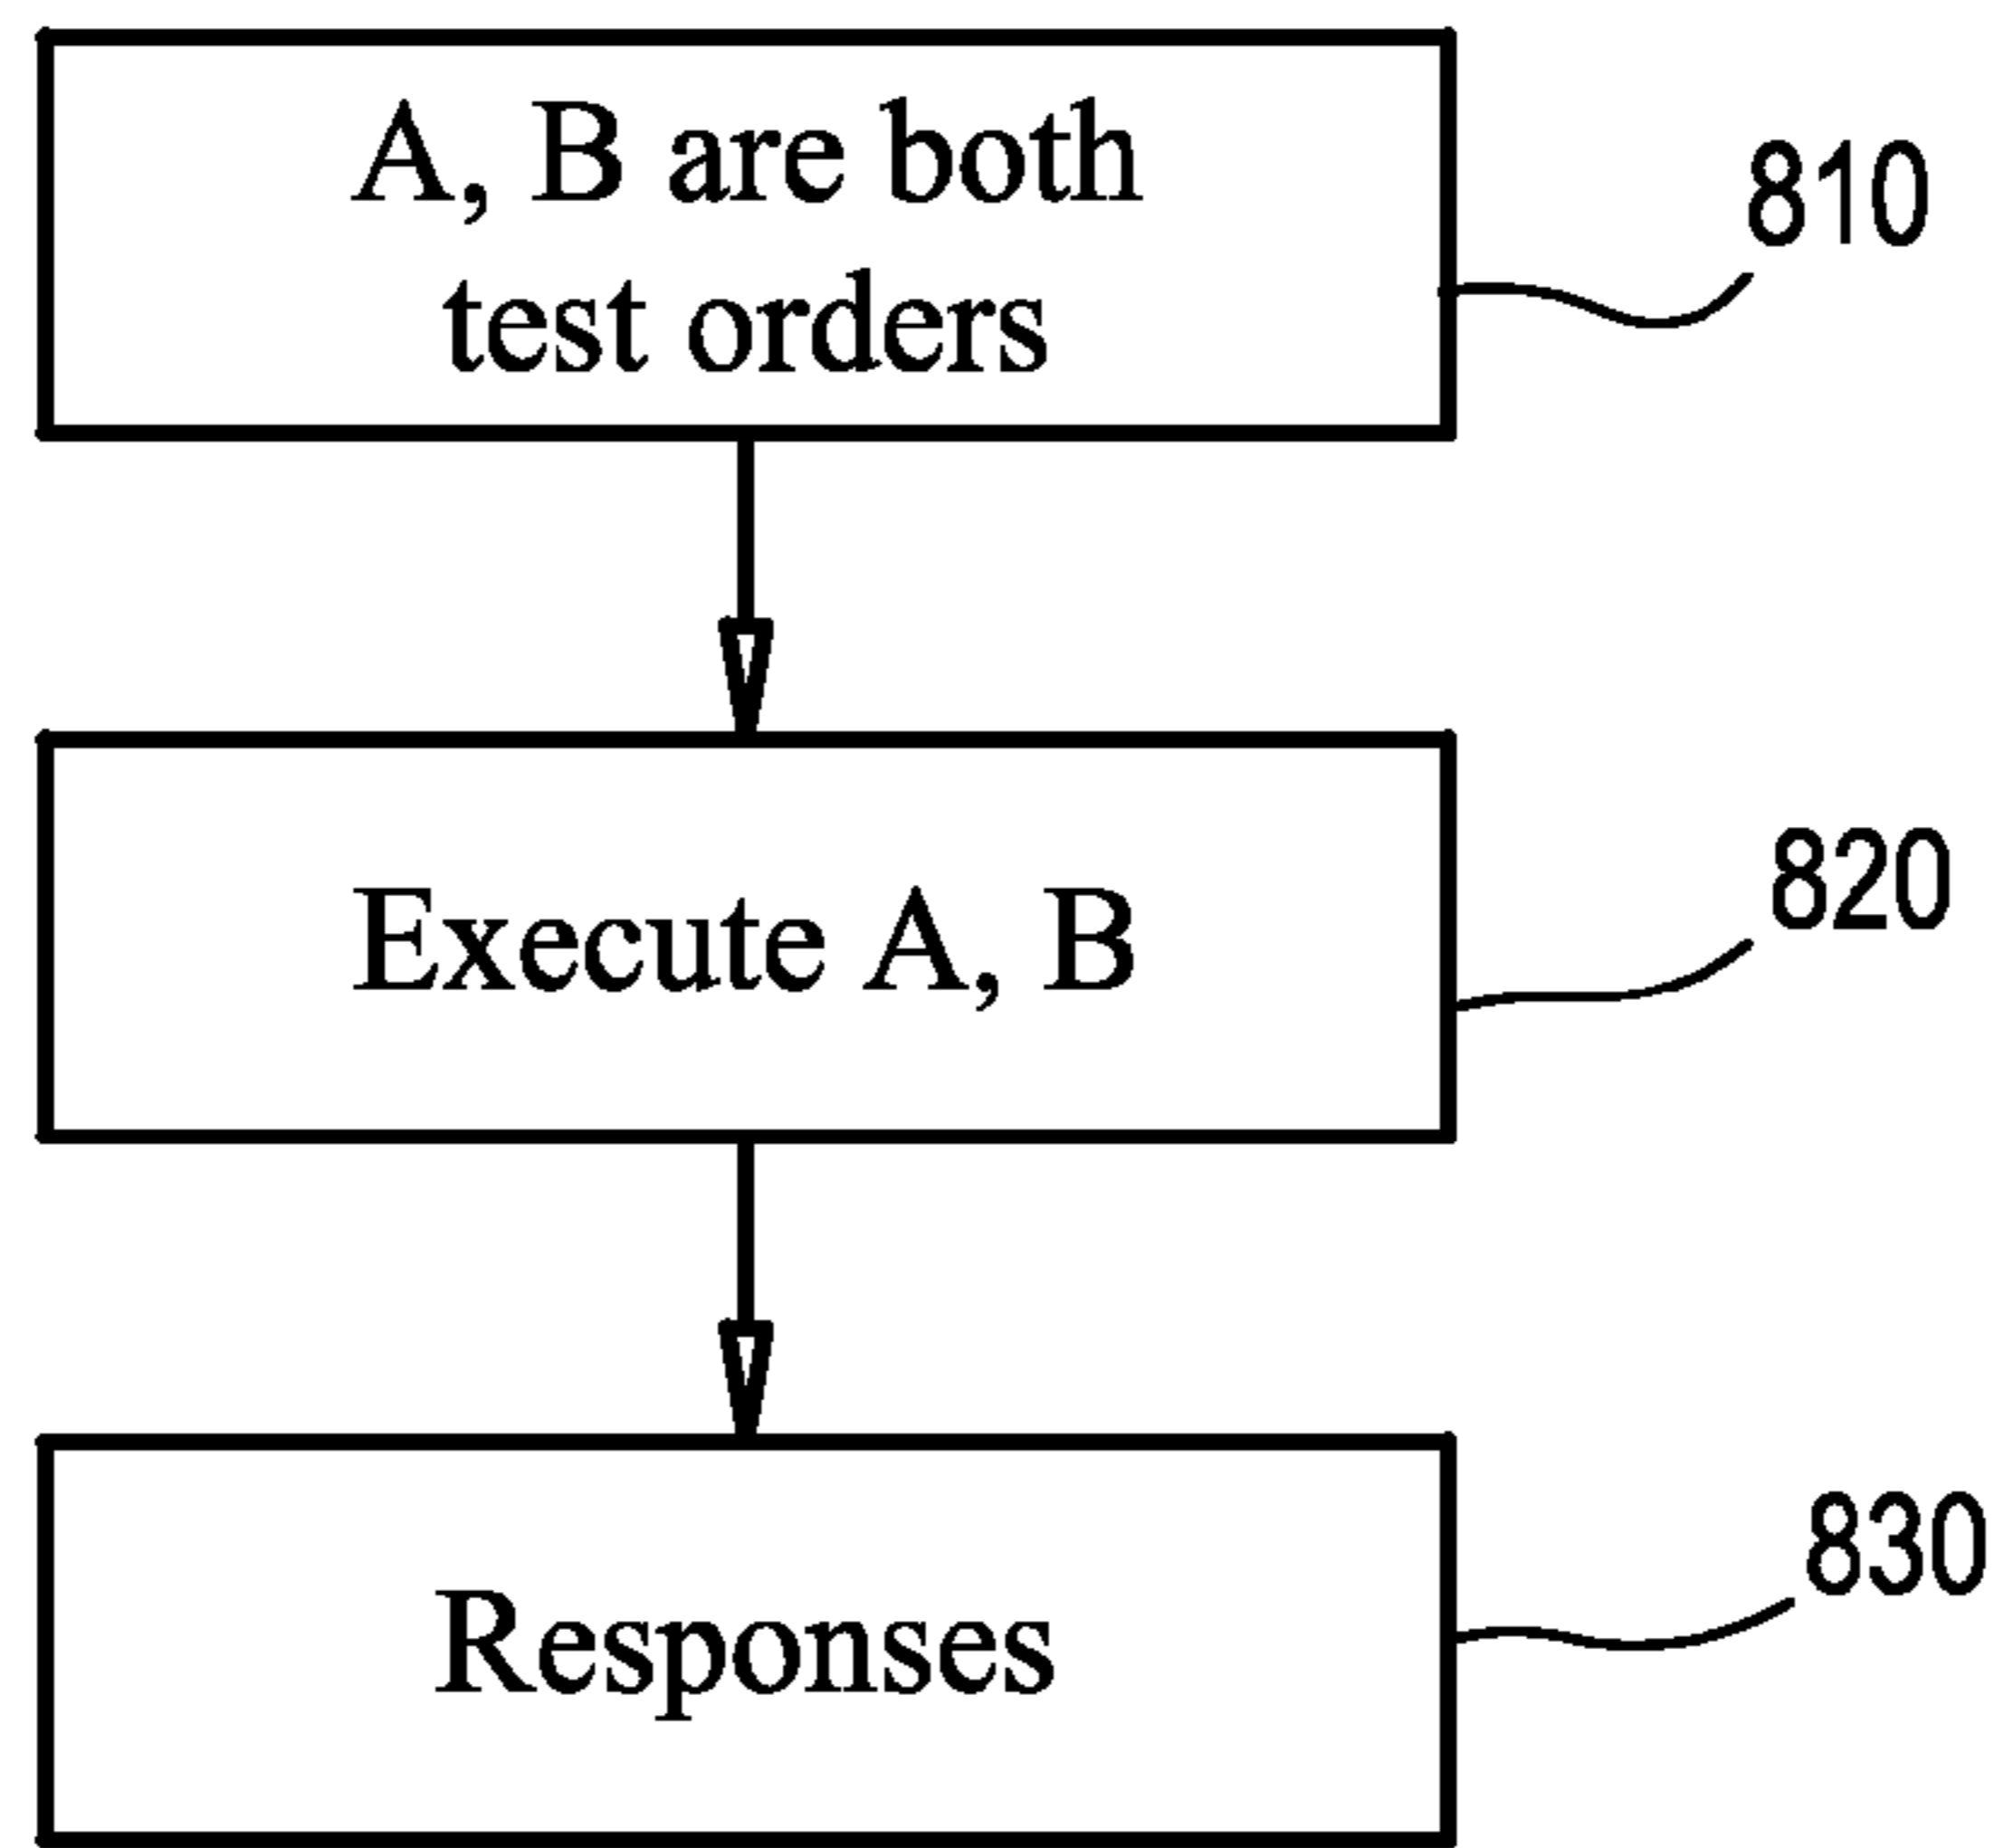 A, B are both
test orders
810
Execute A, B
820
Responses
830